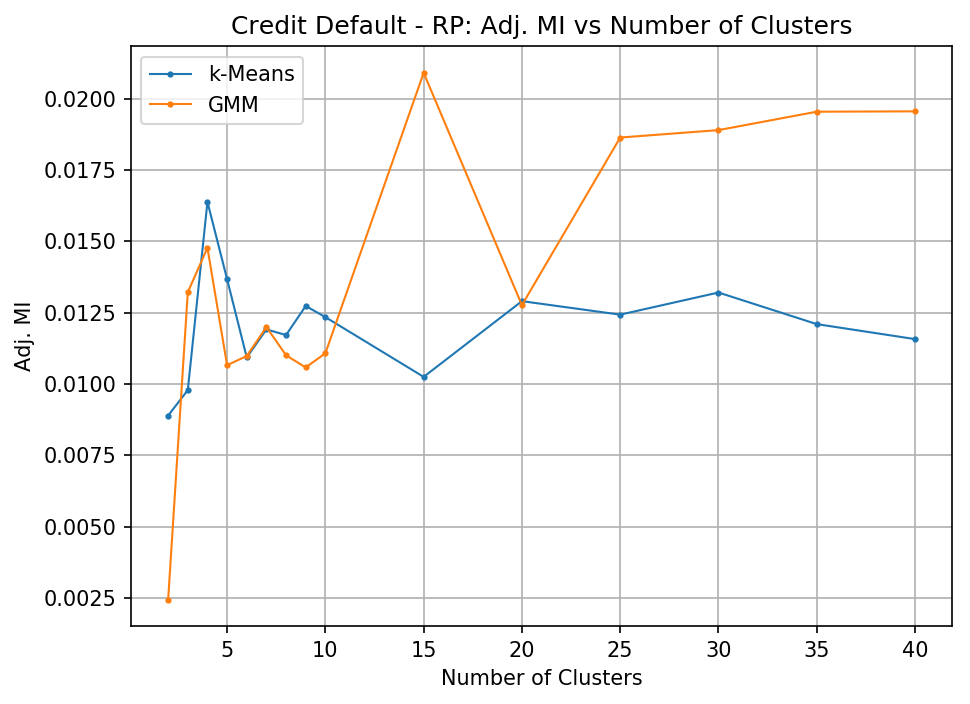 Credit Default - RP: Adj. MI vs Number of Clusters
k-Means
GMM
Adj. MI
0.0200
0.0175
0.0150
0.0125
0.0100
0.0075
0.0050
0.0025
5 10 15 20 25 30 35 40
Number of Clusters